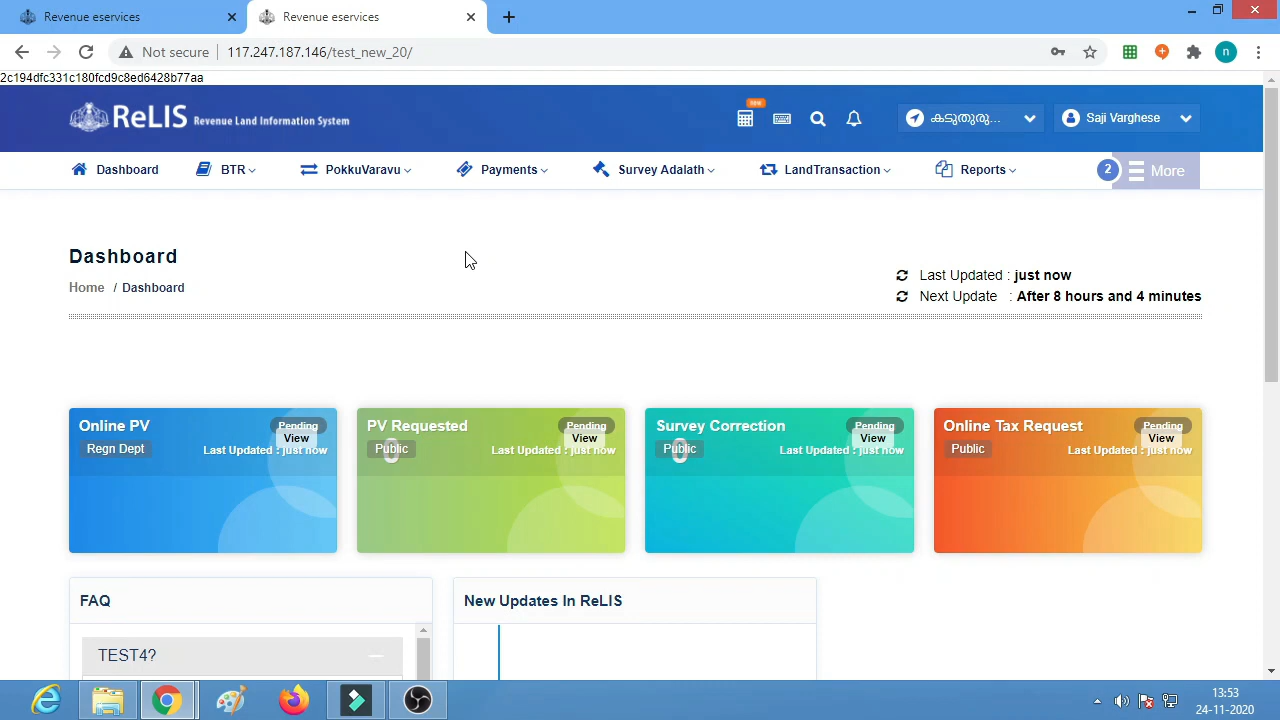 Revenue eservices
Revenue eservices
Not secure
117.247.187.146/test_new_20/
n
2c194dfc331c180fcd9c8ed6428b77aa
ReLIS Revenue Land Information System
NEW
കടുതുരു...
Saji Varghese
Dashboard
BTR
PokkuVaravu
Payments
Survey Adalath
LandTransaction
Reports
2
More
Dashboard
Home / Dashboard
Last Updated : just now
Next Update : After 8 hours and 4 minutes
Online PV
Pending
View
Regn Dept
Last Updated : just now
PV Requested
Pending
View
Public
0
Last Updated : just now
Survey Correction
Pending
View
Public
0
Last Updated : just now
Online Tax Request
Pending
View
Public
Last Updated : just now
FAQ
TEST4?
New Updates In ReLIS
13:53
24-11-2020